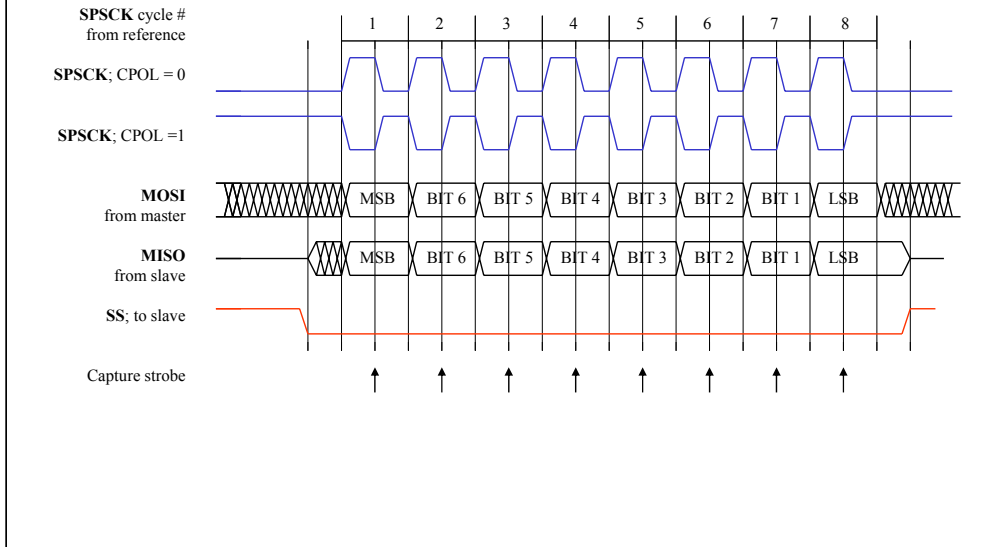 SPSCK cycle #
from reference
1 2 3 4 5 6 7 8
SPSCK; CPOL = 0
SPSCK; CPOL =1
MOSI
from master
MSB BIT 6 BIT 5 BIT 4 BIT 3 BIT 2 BIT 1 LSB
MISO
from slave
MSB BIT 6 BIT 5 BIT 4 BIT 3 BIT 2 BIT 1 LSB
SS; to slave
Capture strobe